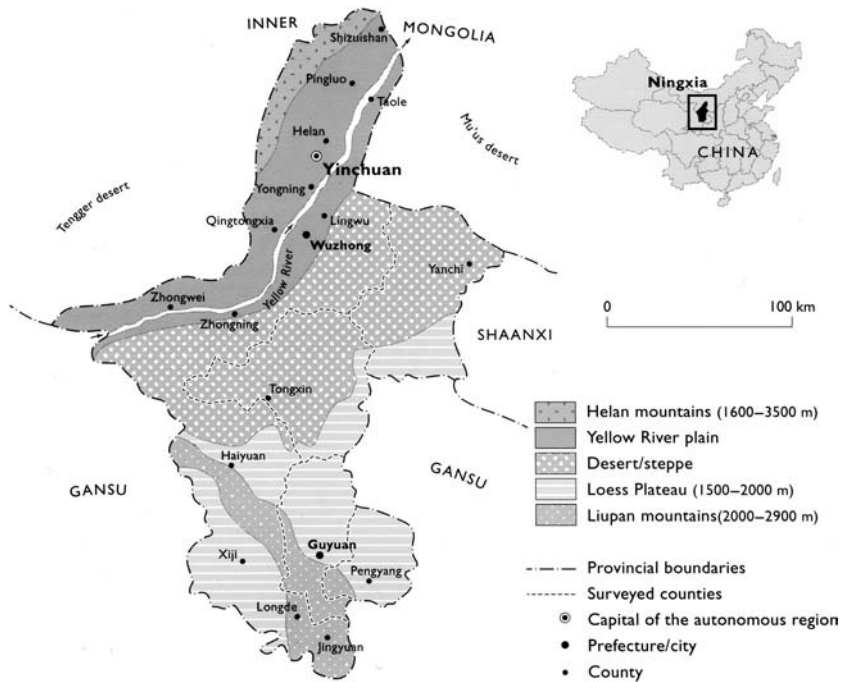 INNER
MONGOLIA
Shizuishan
Pingluo
Taole
Helan
Yinchuan
Mu'us desert
Tengger desert
Yongning
Qingtongxia
Lingwu
Wuzhong
Yanchi
Yellow River
Zhongwei
Zhongning
SHAANXI
Tongxin
Haiyuan
GANSU
GANSU
Guyuan
Xiji
Pengyang
Longde
Jingyuan
Ningxia
CHINA
0 100 km
Helan mountains (1600–3500 m)
Yellow River plain
Desert/steppe
Loess Plateau (1500–2000 m)
Liupan mountains(2000–2900 m)
Provincial boundaries
Surveyed counties
Capital of the autonomous region
Prefecture/city
County